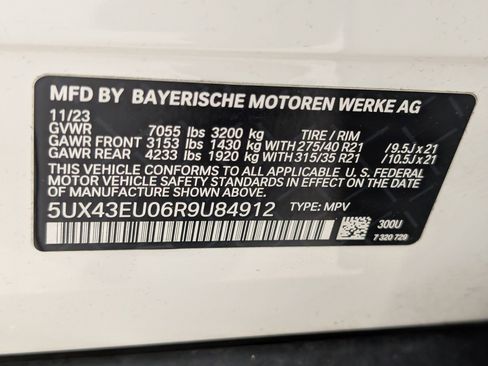 MFD BY BAYERISCHE MOTOREN WERKE AG
11/23
GVWR 7055 lbs 3200 kg TIRE / RIM
GAWR FRONT 3153 lbs 1430 kg WITH 275/40 R21 /9.5J x 21
GAWR REAR 4233 lbs 1920 kg WITH 315/35 R21 /10.5J x 21
THIS VEHICLE CONFORMS TO ALL APPLICABLE U. S. FEDERAL
MOTOR VEHICLE SAFETY STANDARDS IN EFFECT ON THE DATE
OF MANUFACTURE SHOWN ABOVE.
5UX43EU06R9U84912 TYPE: MPV
300U
7 320 729